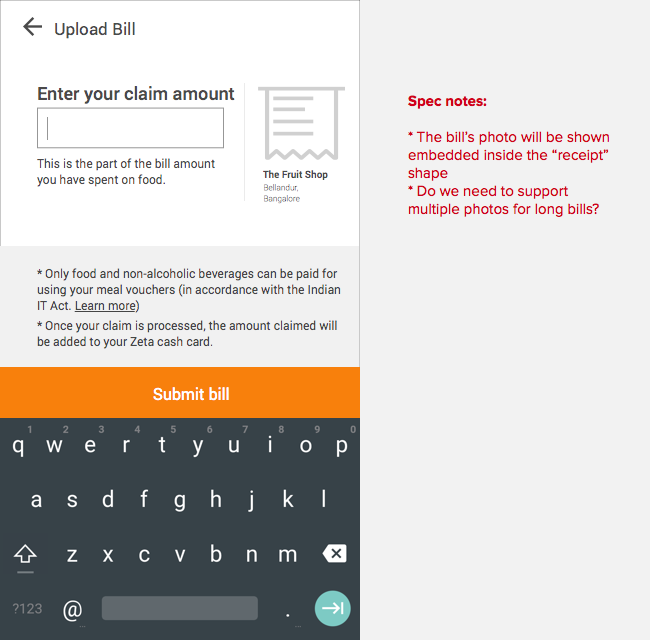 Upload Bill
Enter your claim amount
This is the part of the bill amount
you have spent on food.
The Fruit Shop
Bellandur,
Bangalore
* Only food and non-alcoholic beverages can be paid for
using your meal vouchers (in accordance with the Indian
IT Act. Learn more)
* Once your claim is processed, the amount claimed will
be added to your Zeta cash card.
Submit bill
1 2 3 4 5 6 7 8 9 0
q w e r t y u i o p
a s d f g h j k l
z x c v b n m
?123 @ ... . ...
Spec notes:
* The bill’s photo will be shown
embedded inside the “receipt”
shape
* Do we need to support
multiple photos for long bills?